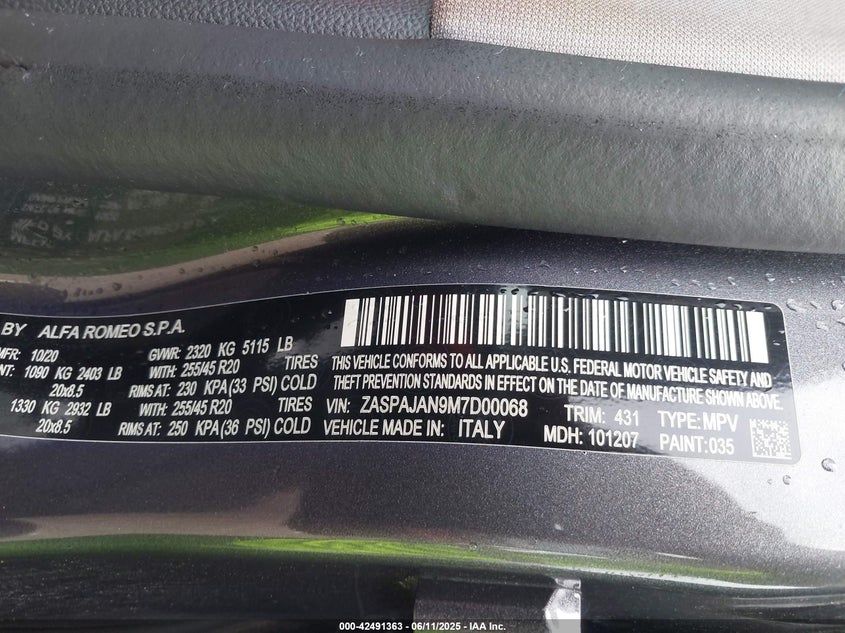 BY ALFA ROMEO S.P.A.
MFR: 10/20 GVWR: 2320 KG 5115 LB
NT: 1090 KG 2403 LB WITH: 255/45 R20 TIRES
20x8.5 RIMS AT: 230 KPA(33 PSI) COLD
1330 KG 2932 LB WITH: 255/45 R20 TIRES
20x8.5 RIMS AT: 250 KPA(36 PSI) COLD
THIS VEHICLE CONFORMS TO ALL APPLICABLE U.S. FEDERAL MOTOR VEHICLE SAFETY AND
THEFT PREVENTION STANDARDS IN EFFECT ON THE DATE OF MANUFACTURE SHOWN ABOVE.
VIN: ZASPAJAN9M7D00068 TRIM: 431 TYPE: MPV
VEHICLE MADE IN: ITALY MDH: 101207 PAINT: 035
000-42491363 - 06/11/2025 - IAA Inc.